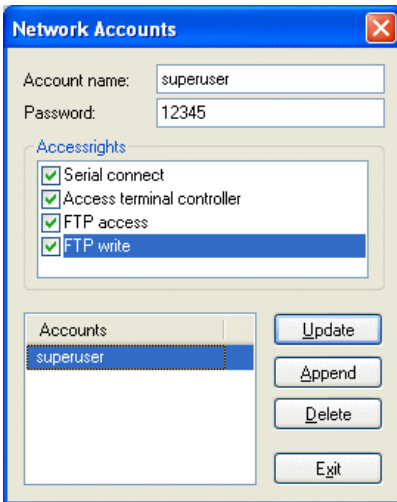 Network Accounts
Account name: superuser
Password: 12345
Accessrights
Serial connect
Access terminal controller
FTP access
FTP write
Accounts
superuser
Update
Append
Delete
Exit